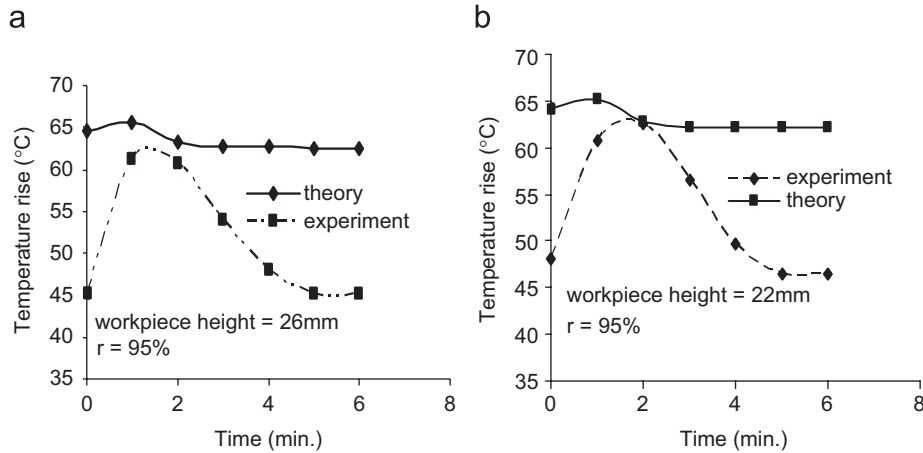 a
70
65
60
55
50
45
40
35
0
2
4
6
8
Temperature rise (°C)
Time (min.)
theory
experiment
workpiece height = 26mm
r = 95%
b
70
65
60
55
50
45
40
35
0
2
4
6
8
Temperature rise (°C)
Time (min.)
experiment
theory
workpiece height = 22mm
r = 95%